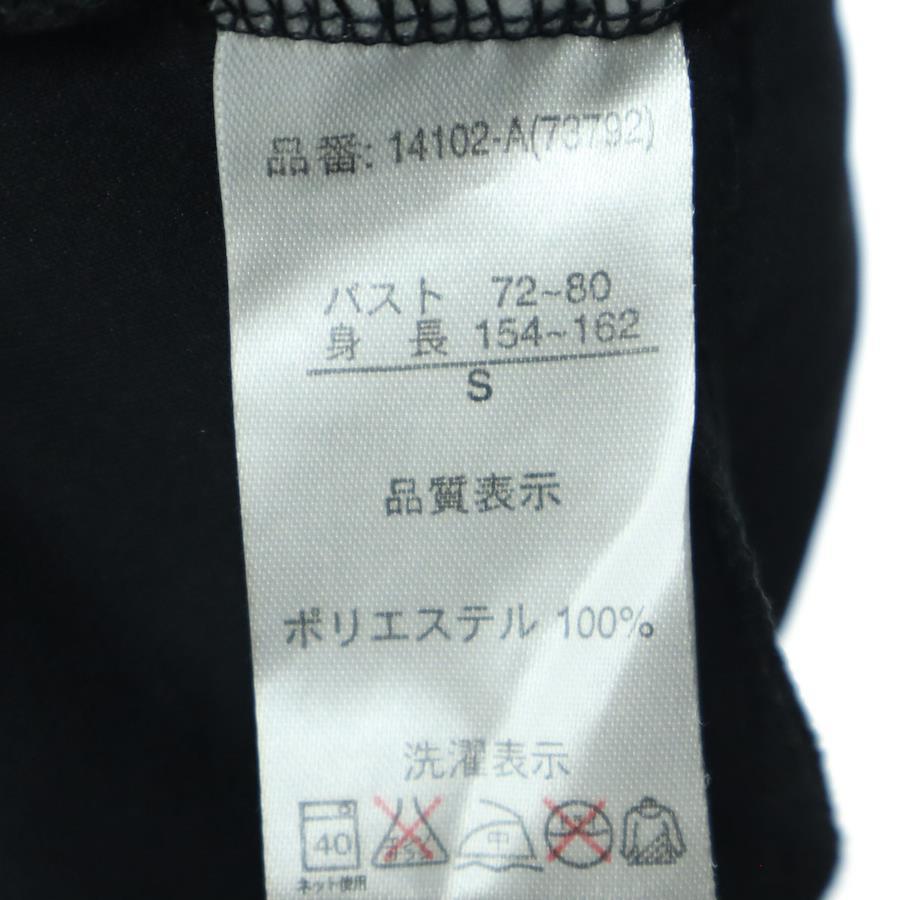 品番: 14102-A(73792)
バスト 72~80
身 長 154~162
S
品質表示
ポリエステル 100%
洗濯表示
40 中
ネット使用